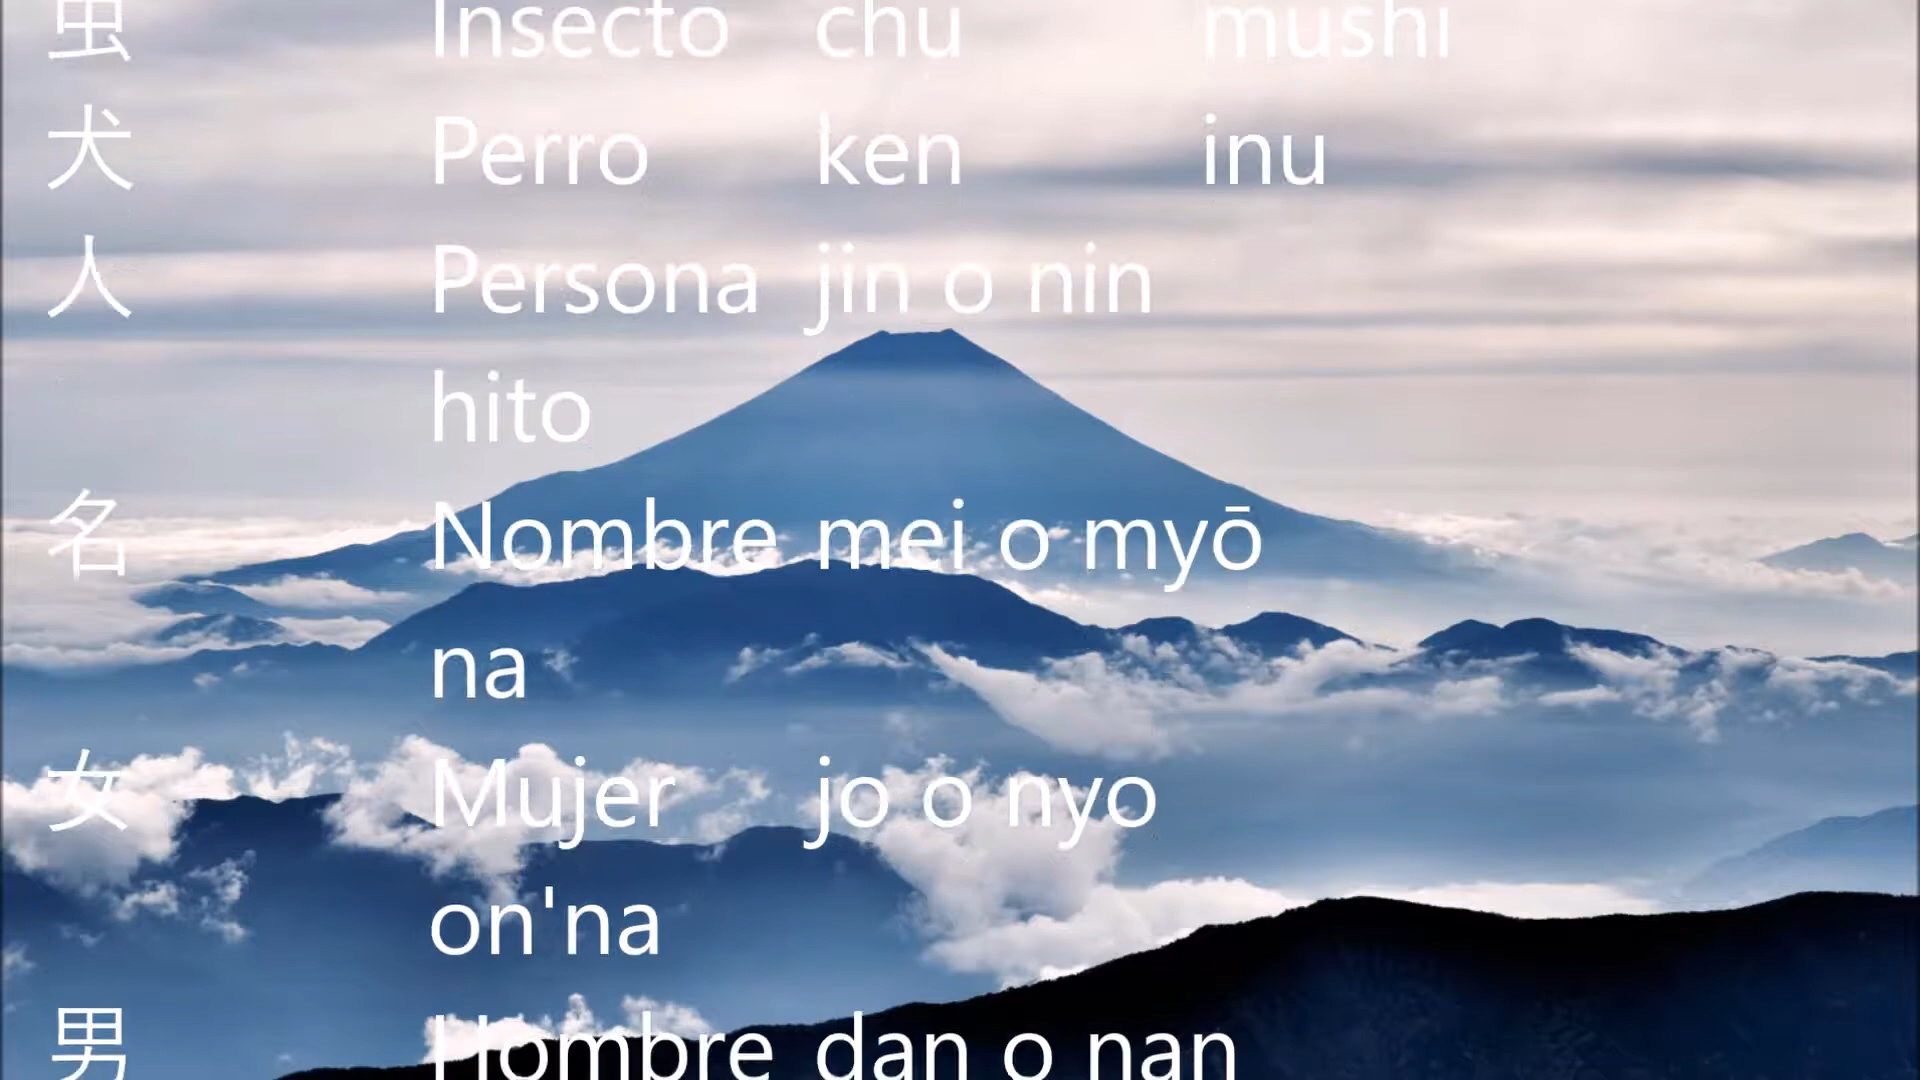 虫 Insecto chu mushi
犬 Perro ken inu
人 Persona jin o nin
hito
名 Nombre mei o myō
na
女 Mujer jo o nyo
on'na
男 Hombre dan o nan